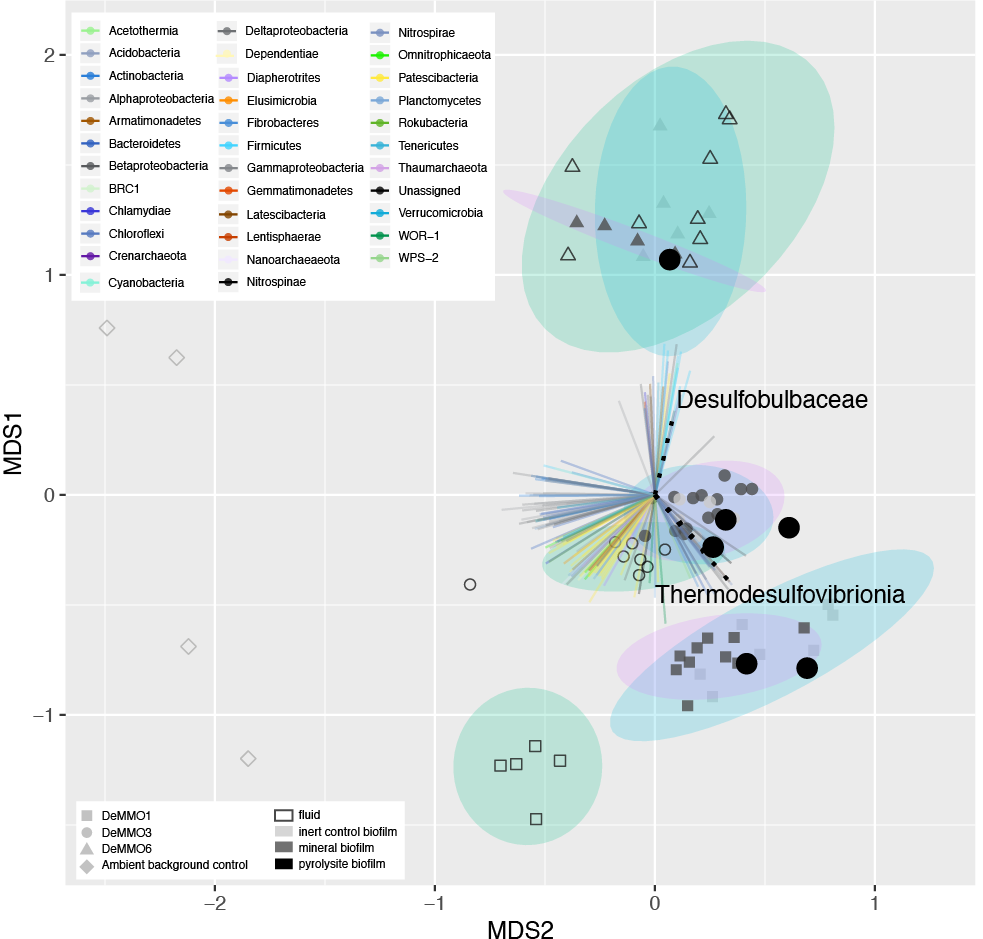 Acetothermia
Acidobacteria
Actinobacteria
Alphaproteobacteria
Armatimonadetes
Bacteroidetes
Betaproteobacteria
BRC1
Chlamydiae
Chloroflexi
Crenarchaeota
Cyanobacteria
Deltaproteobacteria
Dependentiae
Diapherotrites
Elusimicrobia
Fibrobacteres
Firmicutes
Gammaproteobacteria
Gemmatimonadetes
Latescibacteria
Lentisphaerae
Nanoarchaeaeota
Nitrospinae
Nitrospirae
Omnitrophicaeota
Patescibacteria
Planctomycetes
Rokubacteria
Tenericutes
Thaumarchaeota
Unassigned
Verrucomicrobia
WOR−1
WPS−2
2
1
0
−1
MDS1
Desulfobulbaceae
Thermodesulfovibrionia
DeMMO1
DeMMO3
DeMMO6
Ambient background control
fluid
inert control biofilm
mineral biofilm
pyrolysite biofilm
−2
−1
0
1
MDS2